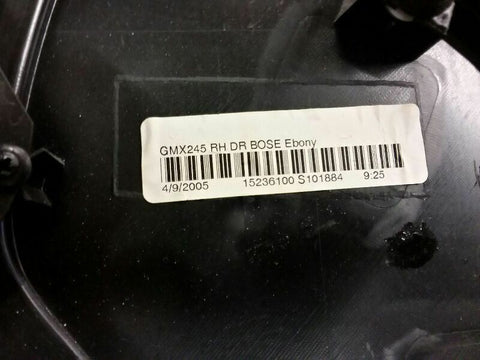 GMX245 RH DR BOSE Ebony
4/9/2005 15236100 S101884 9:25